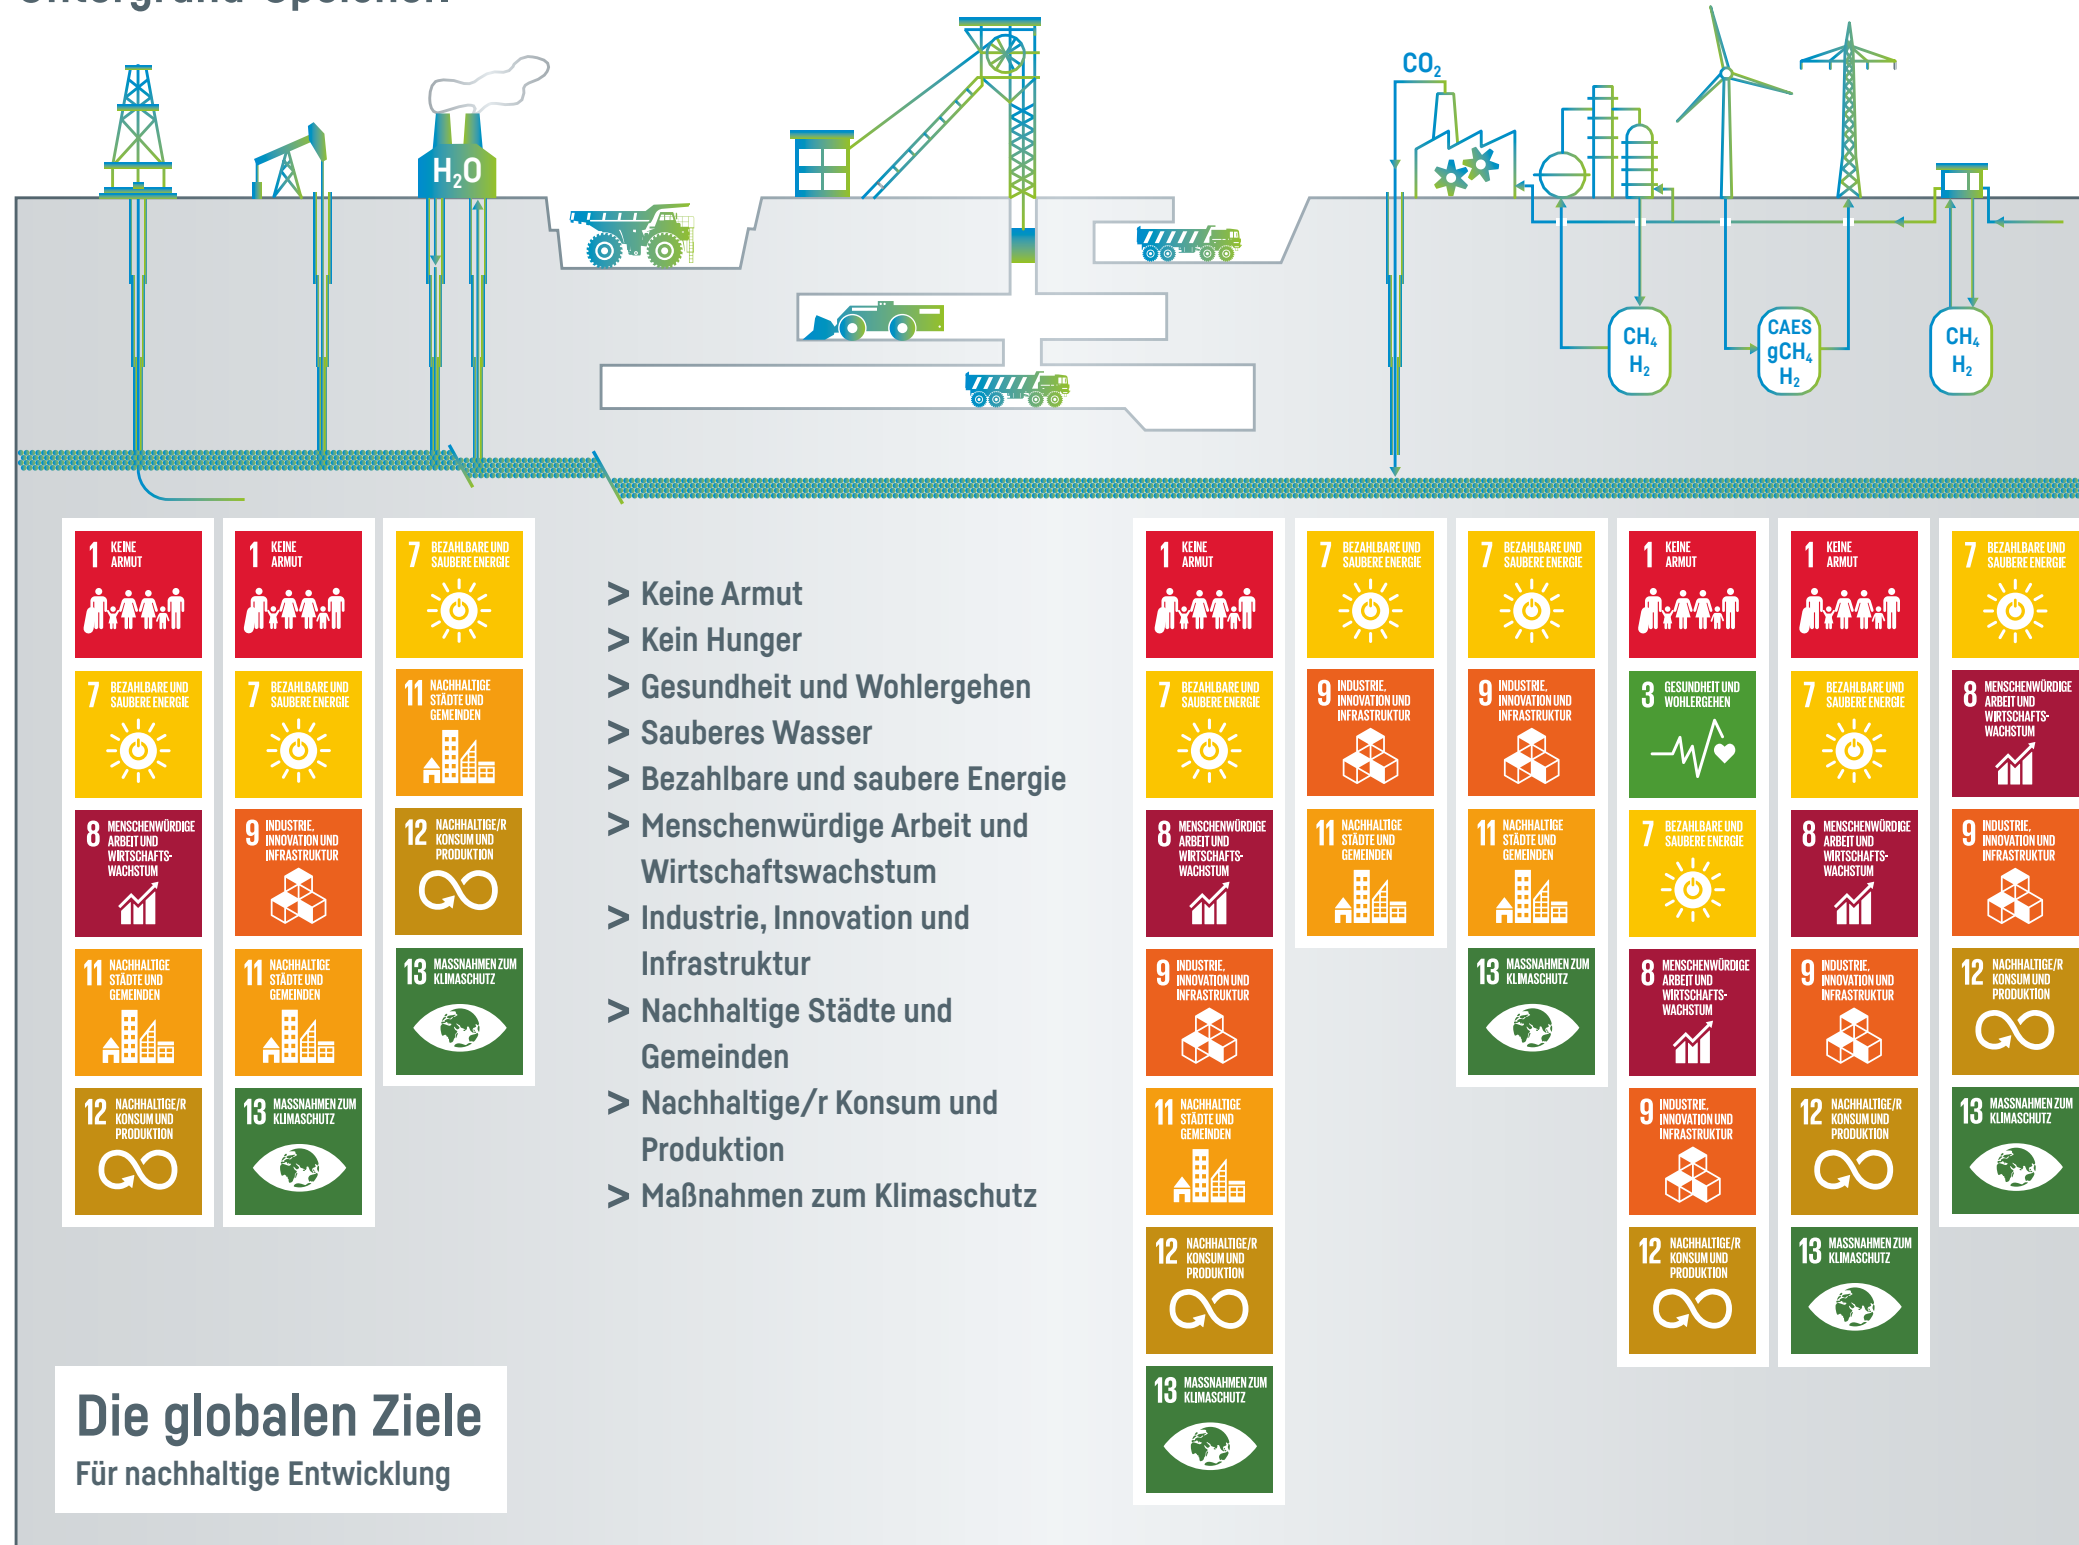 Untergrund-Speicher
CO₂
H₂O
CH₄
H₂
CAES
gCH₄
H₂
CH₄
H₂
1 KEINE
ARMUT
7 BEZAHLBARE UND
SAUBERE ENERGIE
8 MENSCHENWÜRDIGE
ARBEIT UND
WIRTSCHAFTS-
WACHSTUM
11 NACHHALTIGE
STÄDTE UND
GEMEINDEN
12 NACHHALTIGE/R
KONSUM UND
PRODUKTION
1 KEINE
ARMUT
7 BEZAHLBARE UND
SAUBERE ENERGIE
9 INDUSTRIE,
INNOVATION UND
INFRASTRUKTUR
11 NACHHALTIGE
STÄDTE UND
GEMEINDEN
13 MASSNAHMEN ZUM
KLIMASCHUTZ
7 BEZAHLBARE UND
SAUBERE ENERGIE
11 NACHHALTIGE
STÄDTE UND
GEMEINDEN
12 NACHHALTIGE/R
KONSUM UND
PRODUKTION
13 MASSNAHMEN ZUM
KLIMASCHUTZ
> Keine Armut
> Kein Hunger
> Gesundheit und Wohlergehen
> Sauberes Wasser
> Bezahlbare und saubere Energie
> Menschenwürdige Arbeit und
Wirtschaftswachstum
> Industrie, Innovation und
Infrastruktur
> Nachhaltige Städte und
Gemeinden
> Nachhaltige/r Konsum und
Produktion
> Maßnahmen zum Klimaschutz
1 KEINE
ARMUT
7 BEZAHLBARE UND
SAUBERE ENERGIE
8 MENSCHENWÜRDIGE
ARBEIT UND
WIRTSCHAFTS-
WACHSTUM
9 INDUSTRIE,
INNOVATION UND
INFRASTRUKTUR
11 NACHHALTIGE
STÄDTE UND
GEMEINDEN
12 NACHHALTIGE/R
KONSUM UND
PRODUKTION
13 MASSNAHMEN ZUM
KLIMASCHUTZ
7 BEZAHLBARE UND
SAUBERE ENERGIE
9 INDUSTRIE,
INNOVATION UND
INFRASTRUKTUR
11 NACHHALTIGE
STÄDTE UND
GEMEINDEN
7 BEZAHLBARE UND
SAUBERE ENERGIE
9 INDUSTRIE,
INNOVATION UND
INFRASTRUKTUR
11 NACHHALTIGE
STÄDTE UND
GEMEINDEN
13 MASSNAHMEN ZUM
KLIMASCHUTZ
1 KEINE
ARMUT
3 GESUNDHEIT UND
WOHLERGEHEN
7 BEZAHLBARE UND
SAUBERE ENERGIE
8 MENSCHENWÜRDIGE
ARBEIT UND
WIRTSCHAFTS-
WACHSTUM
9 INDUSTRIE,
INNOVATION UND
INFRASTRUKTUR
12 NACHHALTIGE/R
KONSUM UND
PRODUKTION
1 KEINE
ARMUT
7 BEZAHLBARE UND
SAUBERE ENERGIE
8 MENSCHENWÜRDIGE
ARBEIT UND
WIRTSCHAFTS-
WACHSTUM
9 INDUSTRIE,
INNOVATION UND
INFRASTRUKTUR
12 NACHHALTIGE/R
KONSUM UND
PRODUKTION
13 MASSNAHMEN ZUM
KLIMASCHUTZ
7 BEZAHLBARE UND
SAUBERE ENERGIE
8 MENSCHENWÜRDIGE
ARBEIT UND
WIRTSCHAFTS-
WACHSTUM
9 INDUSTRIE,
INNOVATION UND
INFRASTRUKTUR
12 NACHHALTIGE/R
KONSUM UND
PRODUKTION
13 MASSNAHMEN ZUM
KLIMASCHUTZ
Die globalen Ziele
Für nachhaltige Entwicklung